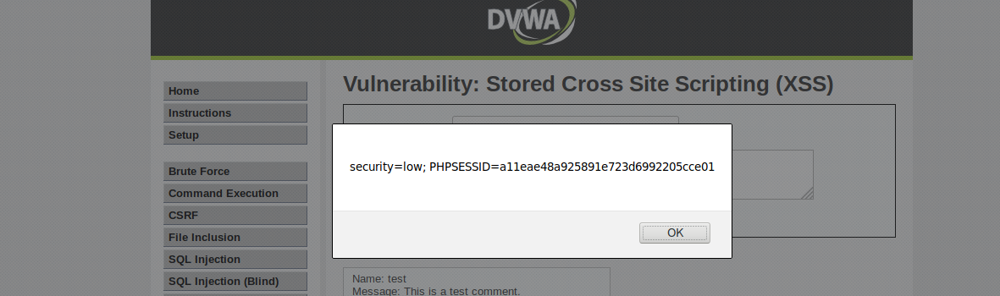 DVWA
Home
Instructions
Setup
Brute Force
Command Execution
CSRF
File Inclusion
SQL Injection
SQL Injection (Blind)
Vulnerability: Stored Cross Site Scripting (XSS)
security=low; PHPSESSID=a11eae48a925891e723d6992205cce01
OK
Name: test
Message: This is a test comment.